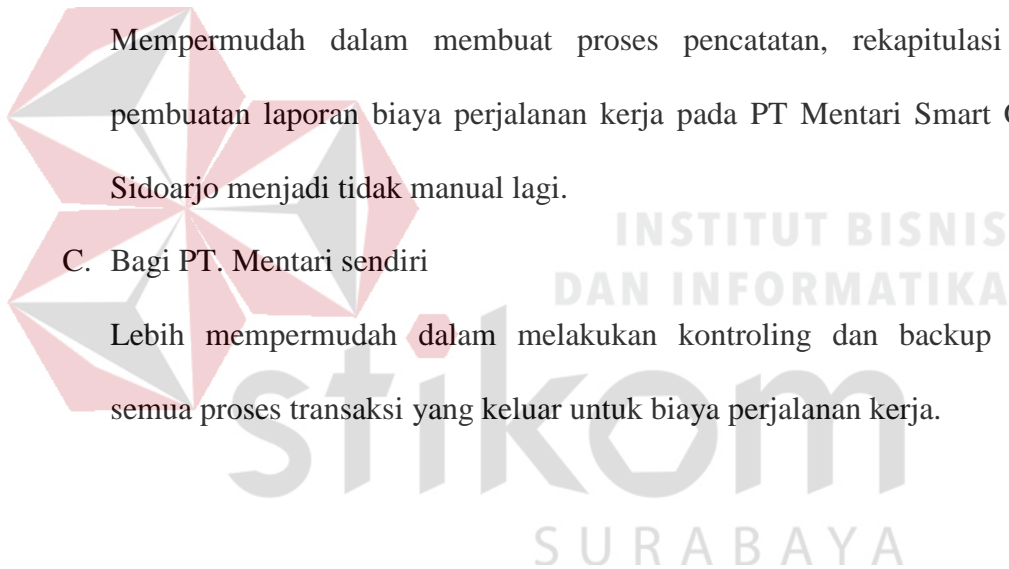 Mempermudah dalam membuat proses pencatatan, rekapitulasi
pembuatan laporan biaya perjalanan kerja pada PT Mentari Smart
Sidoarjo menjadi tidak manual lagi.
INSTITUT BISNIS
C. Bagi PT. Mentari sendiri
DAN INFORMATIKA
Lebih mempermudah dalam melakukan kontroling dan backup
stikom
semua proses transaksi yang keluar untuk biaya perjalanan kerja.
SURABAYA